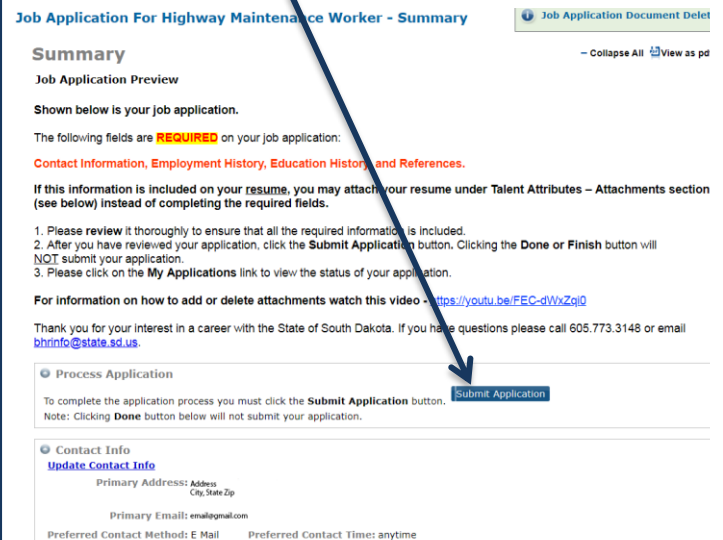 Job Application For Highway Maintenance Worker - Summary
Job Application Document Delet
Summary
– Collapse All View as pd
Job Application Preview
Shown below is your job application.
The following fields are REQUIRED on your job application:
Contact Information, Employment History, Education History, and References.
If this information is included on your resume, you may attach your resume under Talent Attributes – Attachments section
(see below) instead of completing the required fields.
1. Please review it thoroughly to ensure that all the required information is included.
2. After you have reviewed your application, click the Submit Application button. Clicking the Done or Finish button will
NOT submit your application.
3. Please click on the My Applications link to view the status of your application.
For information on how to add or delete attachments watch this video - https://youtu.be/FEC-dWxZqi0
Thank you for your interest in a career with the State of South Dakota. If you have questions please call 605.773.3148 or email
bhrinfo@state.sd.us.
Process Application
To complete the application process you must click the Submit Application button. Submit Application
Note: Clicking Done button below will not submit your application.
Contact Info
Update Contact Info
Primary Address: Address
City, State Zip
Primary Email: email@gmail.com
Preferred Contact Method: E Mail Preferred Contact Time: anytime